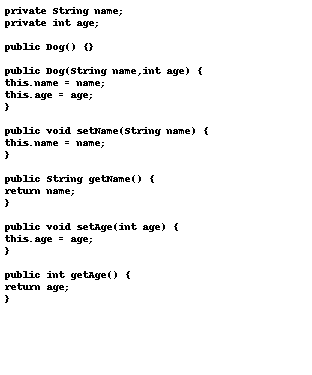 private String name;
private int age;
public Dog() {}
public Dog(String name,int age) {
this.name = name;
this.age = age;
}
public void setName(String name) {
this.name = name;
}
public String getName() {
return name;
}
public void setAge(int age) {
this.age = age;
}
public int getAge() {
return age;
}